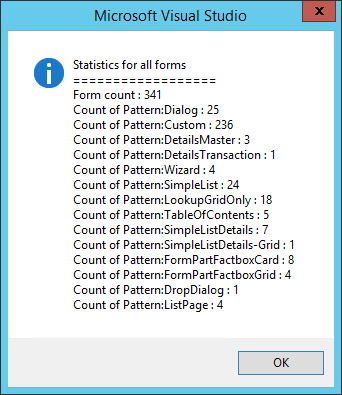 Microsoft Visual Studio
x
Statistics for all forms
==================
Form count : 341
Count of Pattern:Dialog : 25
Count of Pattern:Custom : 236
Count of Pattern:DetailsMaster : 3
Count of Pattern:DetailsTransaction : 1
Count of Pattern:Wizard : 4
Count of Pattern:SimpleList : 24
Count of Pattern:LookupGridOnly : 18
Count of Pattern:TableOfContents : 5
Count of Pattern:SimpleListDetails : 7
Count of Pattern:SimpleListDetails-Grid : 1
Count of Pattern:FormPartFactboxCard : 8
Count of Pattern:FormPartFactboxGrid : 4
Count of Pattern:DropDialog : 1
Count of Pattern:ListPage : 4
OK